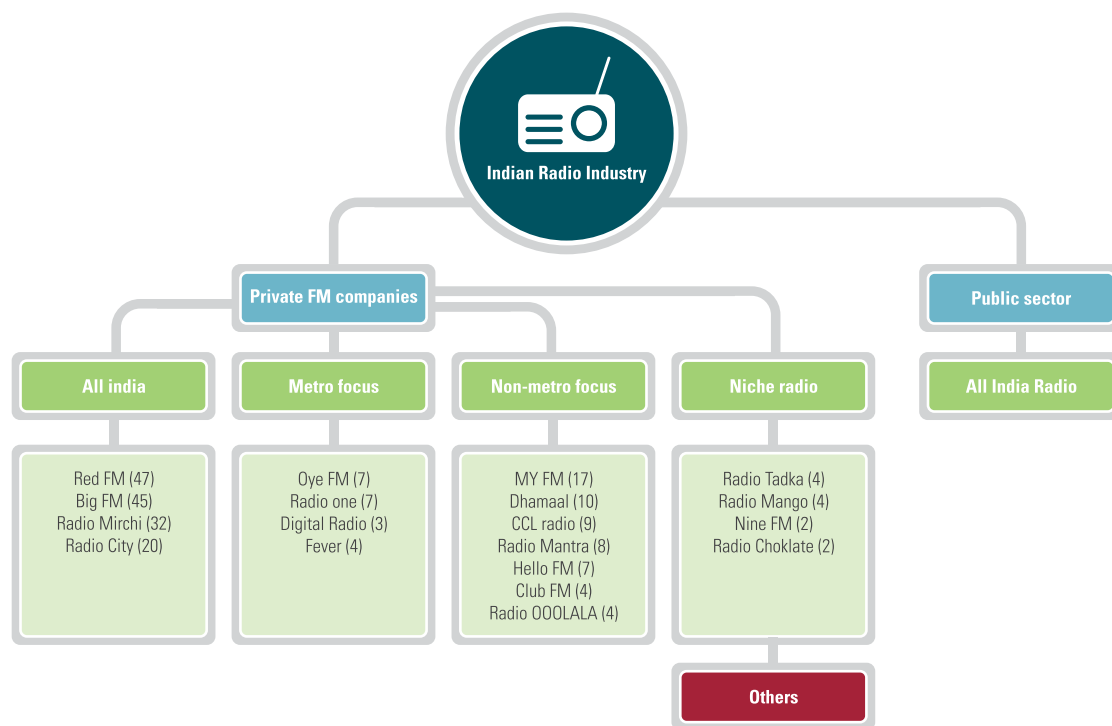 Indian Radio Industry
Private FM companies
Public sector
All india
Metro focus
Non-metro focus
Niche radio
All India Radio
Red FM (47)
Big FM (45)
Radio Mirchi (32)
Radio City (20)
Oye FM (7)
Radio one (7)
Digital Radio (3)
Fever (4)
MY FM (17)
Dhamaal (10)
CCL radio (9)
Radio Mantra (8)
Hello FM (7)
Club FM (4)
Radio OOOLALA (4)
Radio Tadka (4)
Radio Mango (4)
Nine FM (2)
Radio Choklate (2)
Others